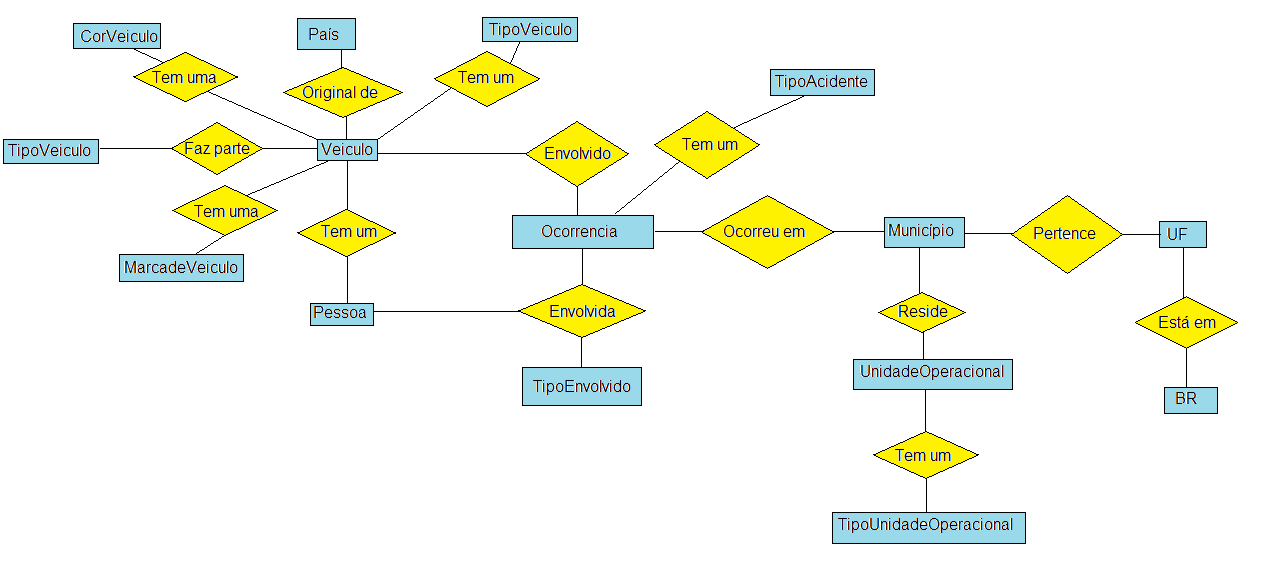 CorVeiculo
País
TipoVeiculo
Tem uma
Original de
Tem um
TipoAcidente
TipoVeiculo
Faz parte
Veiculo
Envolvido
Tem um
Tem uma
Tem um
Ocorrencia
Ocorreu em
Município
Pertence
UF
MarcadeVeiculo
Pessoa
Envolvida
Reside
Está em
TipoEnvolvido
UnidadeOperacional
BR
Tem um
TipoUnidadeOperacional